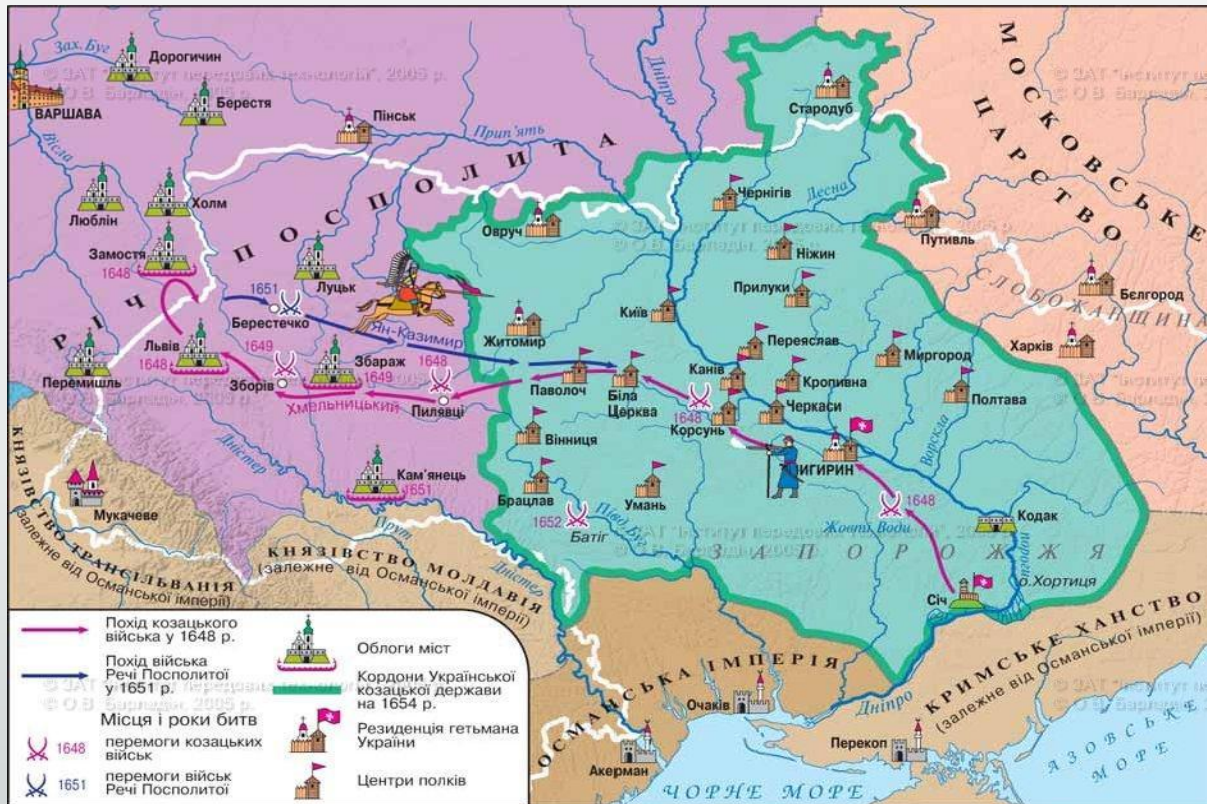 Зах. Буг
Дорогичин
© ЗАТ "Інститут передових технологій", 2005 р.
© О.В. Барладін, 2005 р.
ВАРШАВА
Берестя
Вісла
Пінськ
Прип'ять
Дніпро
Стародуб
МОСКОВСЬКЕ
ЦАРСТВО
РІЧ ПОСПОЛИТА
Люблін
Холм
Чернігів
Десна
Овруч
Путивль
Замостя
1648
Луцьк
Ніжин
СЛОБОЖАНЩИНА
Бєлгород
1651
Берестечко
Ян-Казимир
Прилуки
Київ
Житомир
Львів
1648
1649
Зборів
Збараж
1649
1648
Пилявці
Хмельницький
Перемишль
Переяслав
Миргород
Харків
Паволоч
Біла
Церква
Канів
Кропивна
Полтава
1648
Корсунь
Черкаси
Ворскла
Вінниця
ЧИГИРИН
Дністер
Кам'янець
1651
Брацлав
1652
Батіг
Умань
Півд. Буг
1648
Жовті Води
Кодак
пороги
ЗАПОРОЖЖЯ
о.Хортиця
Січ
Мукачеве
Прут
Дністер
КНЯЗІВСТВО ТРАНСІЛЬВАНІЯ
(залежне від Османської імперії)
КНЯЗІВСТВО МОЛДАВІЯ
(залежне від Османської імперії)
ОСМАНСЬКА ІМПЕРІЯ
КРИМСЬКЕ ХАНСТВО
(залежне від Османської імперії)
Дніпро
Очаків
Перекоп
Акерман
ЧОРНЕ МОРЕ
АЗОВСЬКЕ
МОРЕ
Похід козацького
війська у 1648 р.
Похід війська
Речі Посполитої
у 1651 р.
Місця і роки битв
1648
перемоги козацьких
військ
1651
перемоги військ
Речі Посполитої
Облоги міст
Кордони Української
козацької держави
на 1654 р.
Резиденція гетьмана
України
Центри полків